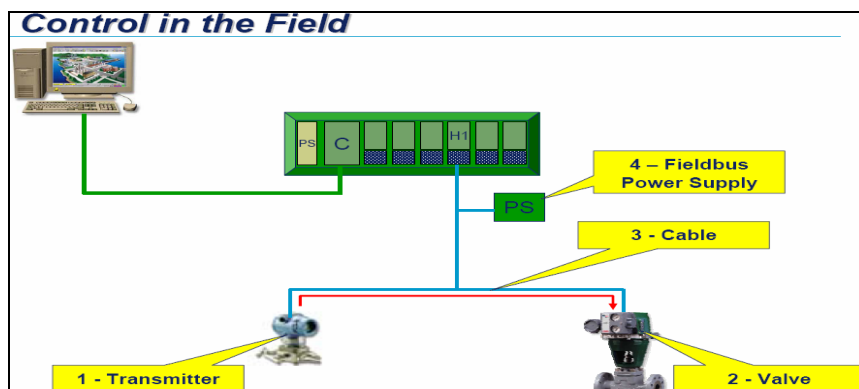 Control in the Field
PS
C
H1
4 – Fieldbus
Power Supply
PS
3 - Cable
1 - Transmitter
2 - Valve